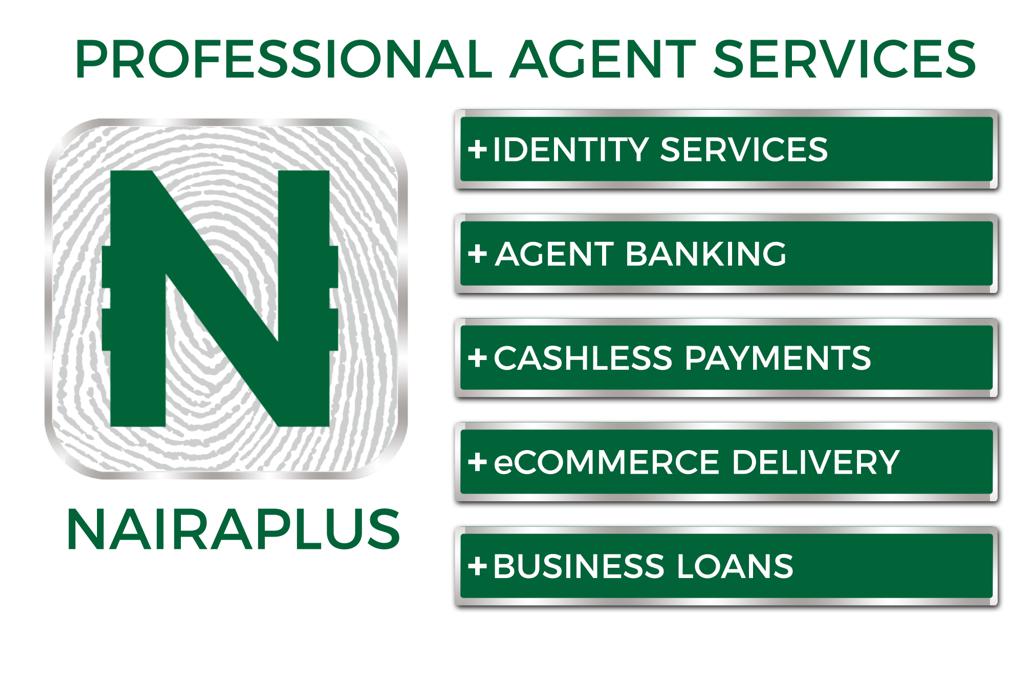 PROFESSIONAL AGENT SERVICES
N
NAIRAPLUS
+IDENTITY SERVICES
+ AGENT BANKING
+CASHLESS PAYMENTS
+eCOMMERCE DELIVERY
+BUSINESS LOANS